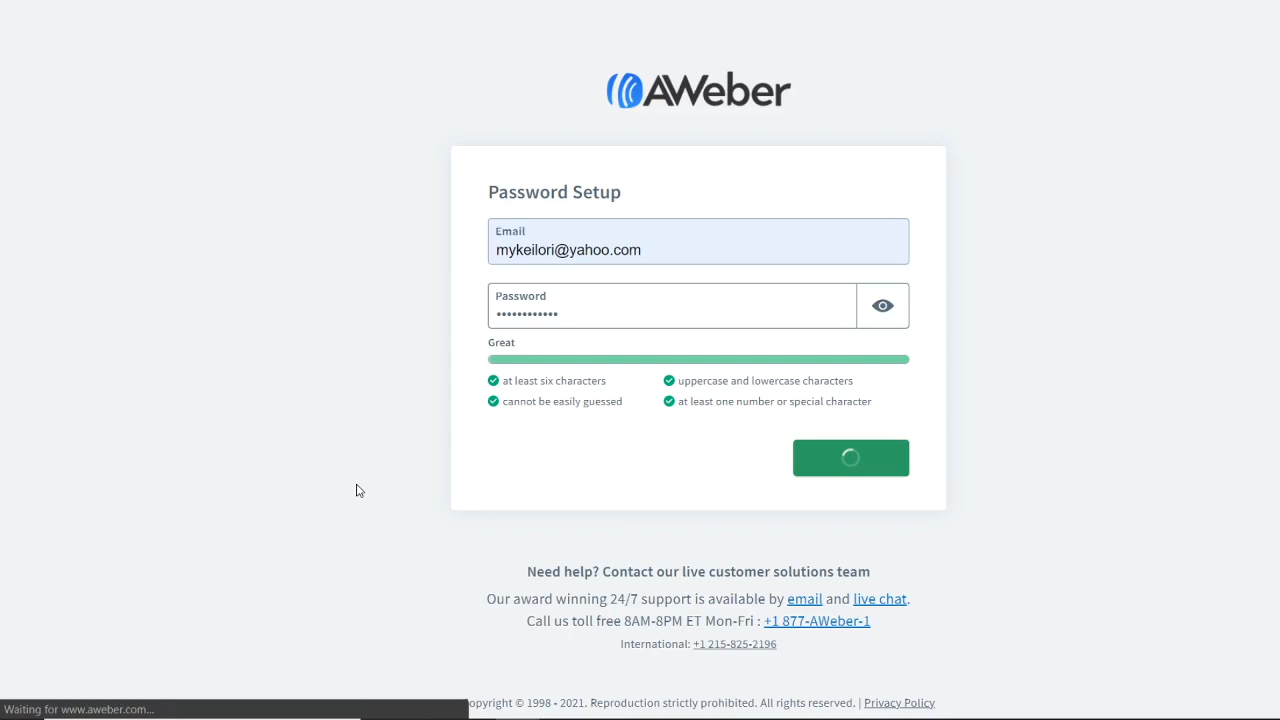 AWeber
Password Setup
Email
mykeilori@yahoo.com
Password
••••••••••••
Great
at least six characters
uppercase and lowercase characters
cannot be easily guessed
at least one number or special character
Need help? Contact our live customer solutions team
Our award winning 24/7 support is available by email and live chat.
Call us toll free 8AM-8PM ET Mon-Fri : +1 877-AWeber-1
International: +1 215-825-2196
opyright © 1998 - 2021. Reproduction strictly prohibited. All rights reserved. | Privacy Policy
Waiting for www.aweber.com...